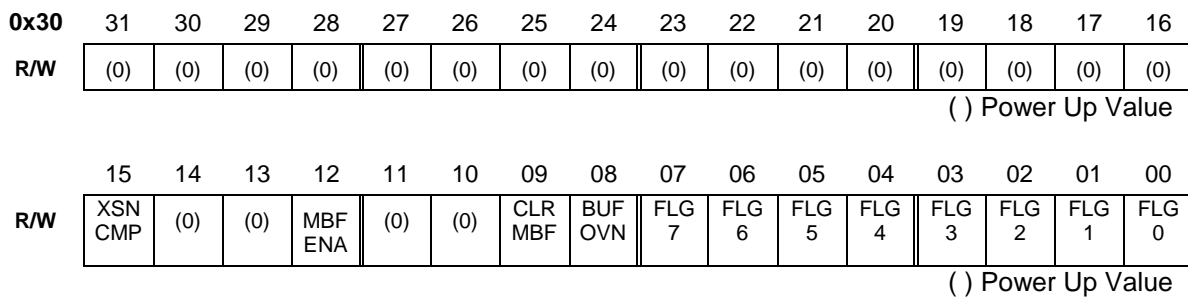 0x30 31 30 29 28 27 26 25 24 23 22 21 20 19 18 17 16
R/W (0) (0) (0) (0) (0) (0) (0) (0) (0) (0) (0) (0) (0) (0) (0) (0)
( ) Power Up Value
15 14 13 12 11 10 09 08 07 06 05 04 03 02 01 00
R/W XSN CMP (0) (0) MBF ENA (0) (0) CLR MBF BUF OVN FLG 7 FLG 6 FLG 5 FLG 4 FLG 3 FLG 2 FLG 1 FLG 0
( ) Power Up Value